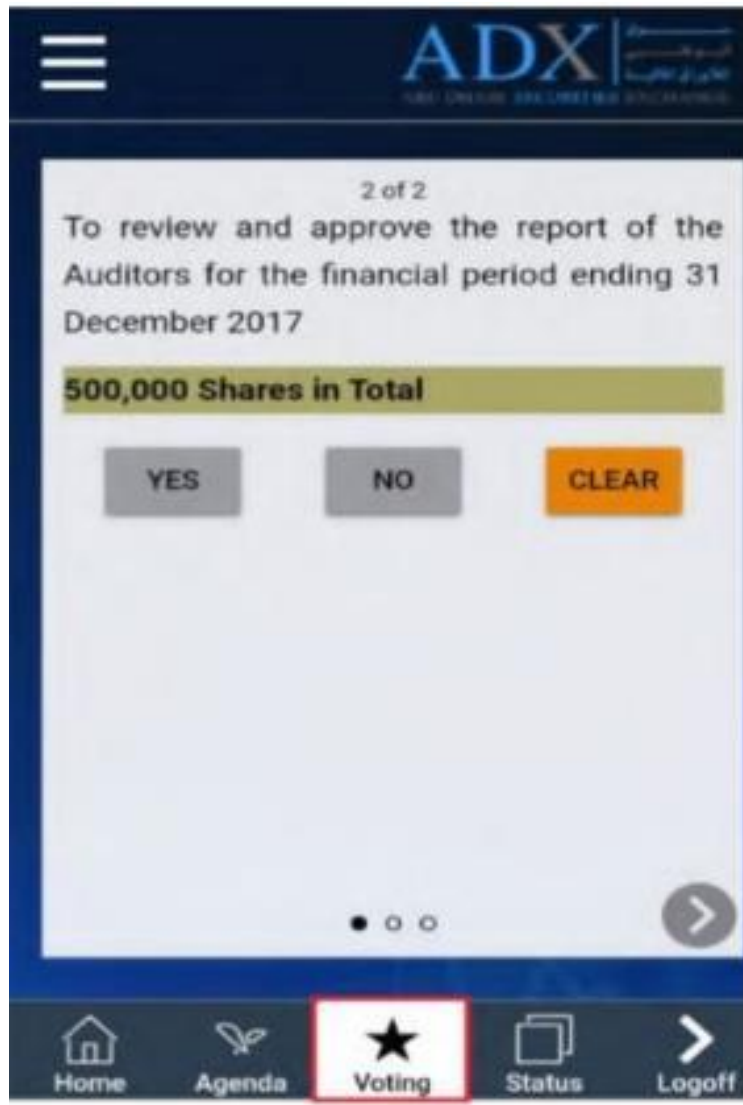 ADX
2 of 2
To review and approve the report of the
Auditors for the financial period ending 31
December 2017
500,000 Shares in Total
YES NO CLEAR
Home Agenda Voting Status Logoff